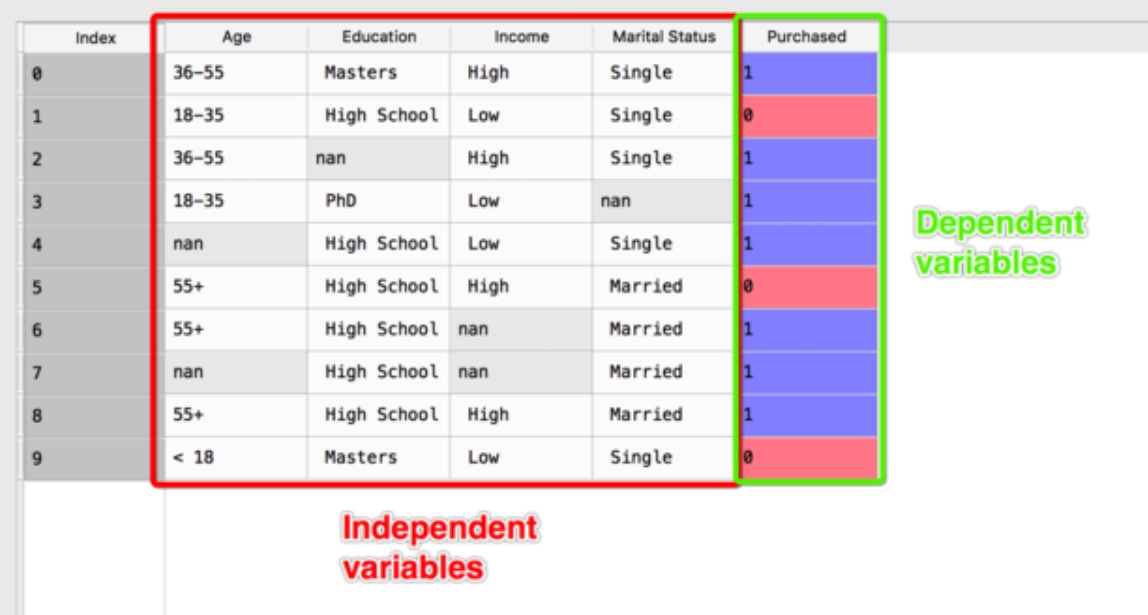 Index Age Education Income Marital Status Purchased
0 36-55 Masters High Single 1
1 18-35 High School Low Single 0
2 36-55 nan High Single 1
3 18-35 PhD Low nan 1
4 nan High School Low Single 1
5 55+ High School High Married 0
6 55+ High School nan Married 1
7 nan High School nan Married 1
8 55+ High School High Married 1
9 < 18 Masters Low Single 0
Dependent
variables
Independent
variables